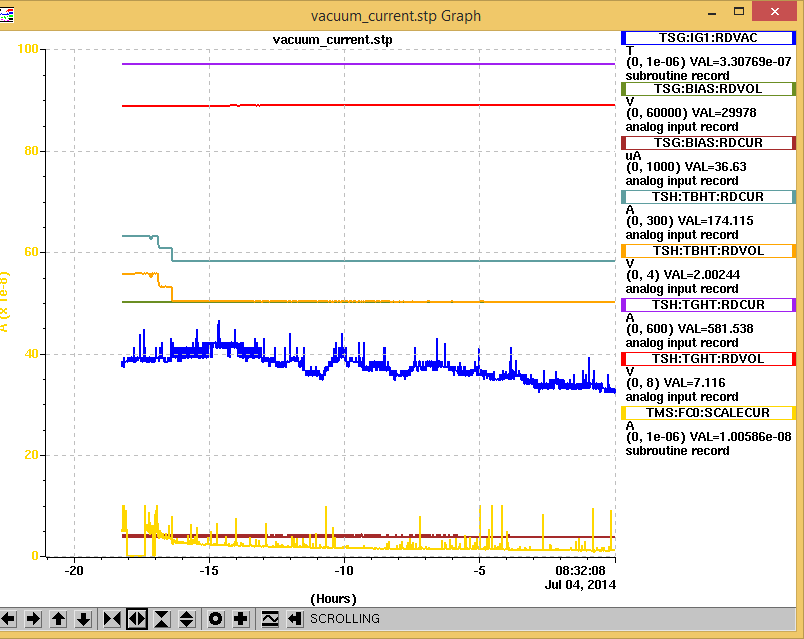 vacuum_current.stp Graph
vacuum_current.stp
100
80
60
40
20
0
A (x 1e-8)
-20
-15
-10
-5
08:32:08
Jul 04, 2014
(Hours)
TSG:IG1:RDVAC
T
(0, 1e-06) VAL=3.30769e-07
subroutine record
TSG:BIAS:RDVOL
V
(0, 60000) VAL=29978
analog input record
TSG:BIAS:RDCUR
uA
(0, 1000) VAL=36.63
analog input record
TSH:TBHT:RDCUR
A
(0, 300) VAL=174.115
analog input record
TSH:TBHT:RDVOL
V
(0, 4) VAL=2.00244
analog input record
TSH:TGHT:RDCUR
A
(0, 600) VAL=581.538
analog input record
TSH:TGHT:RDVOL
V
(0, 8) VAL=7.116
analog input record
TMS:FC0:SCALECUR
A
(0, 1e-06) VAL=1.00586e-08
subroutine record
SCROLLING